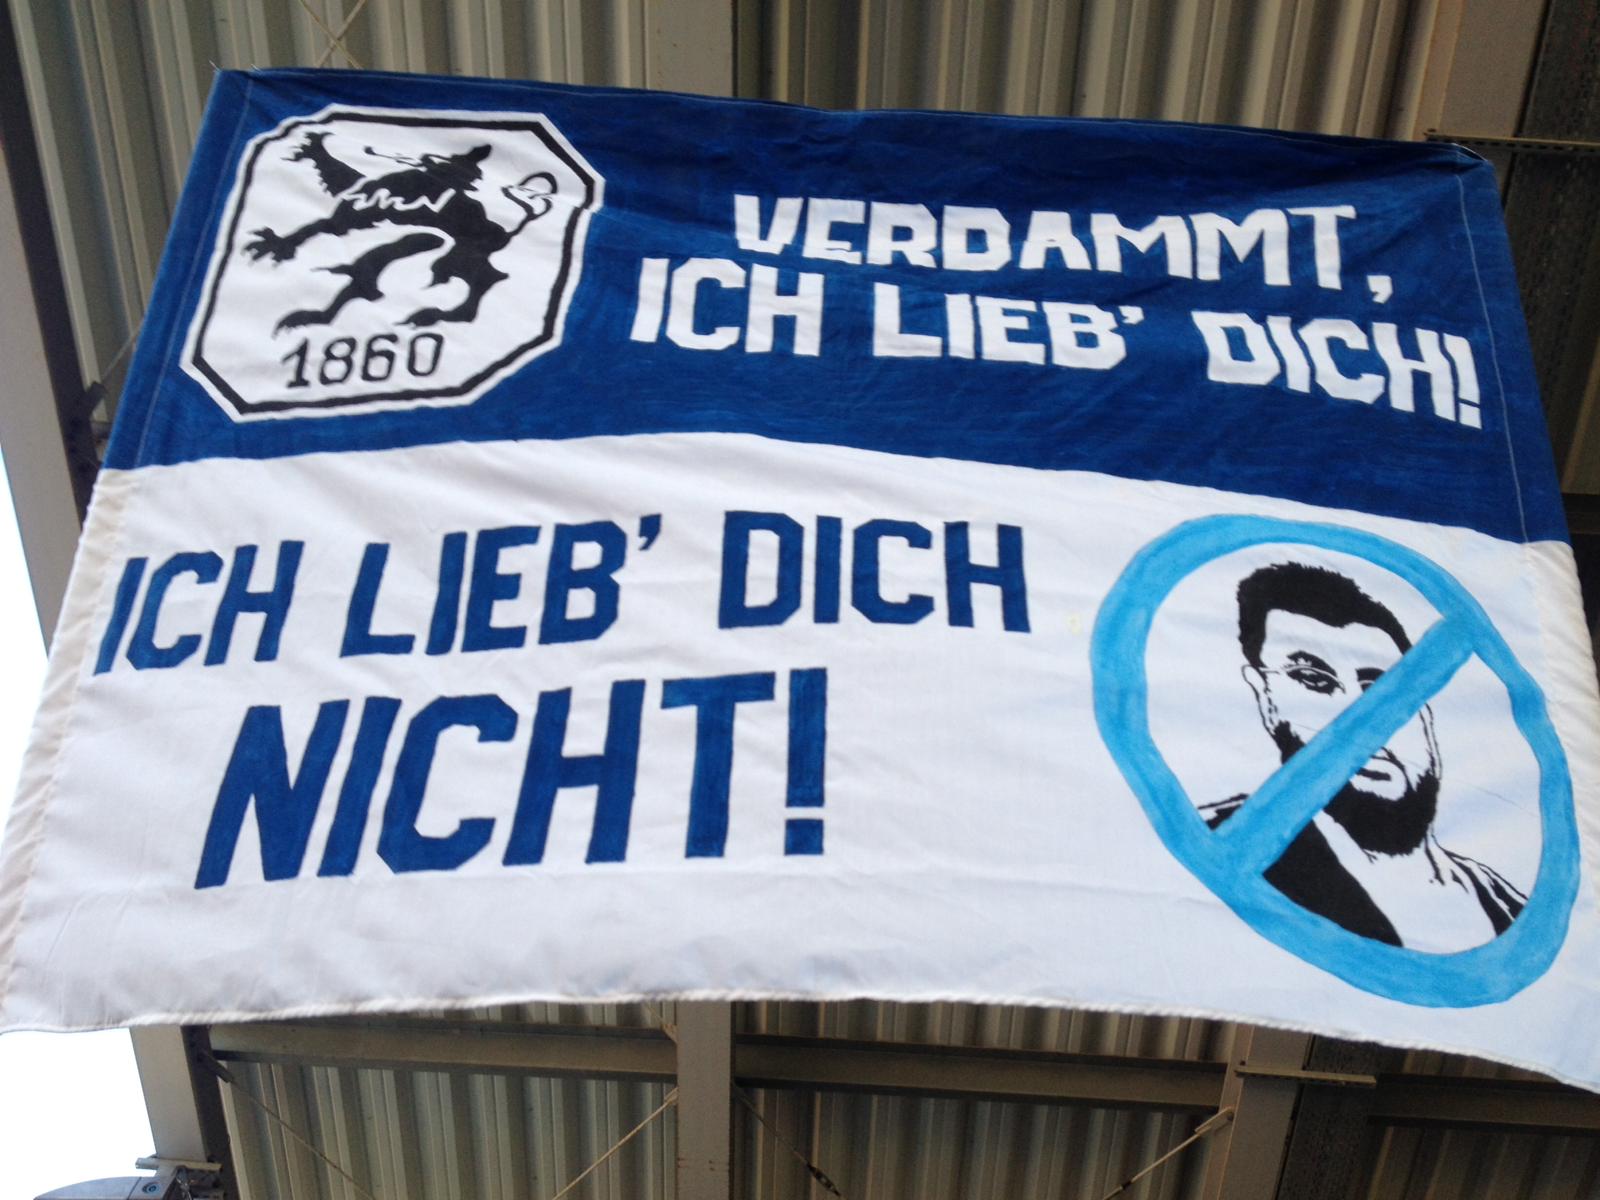 1860
VERDAMMT,
ICH LIEB' DICH!
ICH LIEB' DICH
NICHT!